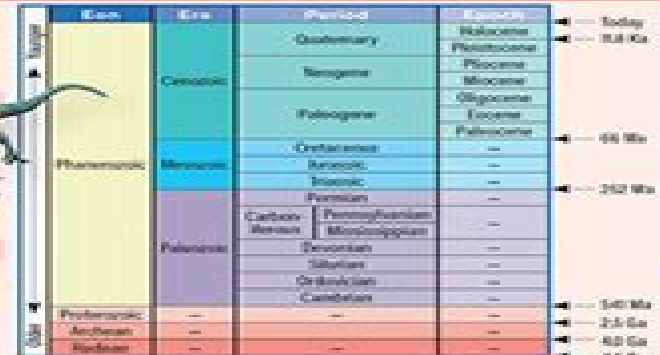 Eon Era Period Epoch
Today
Quaternary Holocene
11.8 Ka
Pleistocene
Pliocene
Neogene
Cenozoic Miocene
Oligocene
Paleogene Eocene
Paleocene
66 Ma
Cretaceous —
Phanerozoic Mesozoic Jurassic —
Triassic —
252 Ma
Permian —
Carbon-iferous Pennsylvanian —
Mississippian
Paleozoic Devonian —
Silurian —
Ordovician —
Cambrian —
541 Ma
Proterozoic — — —
2.5 Ga
Archean — — —
4.0 Ga
Hadean — — —